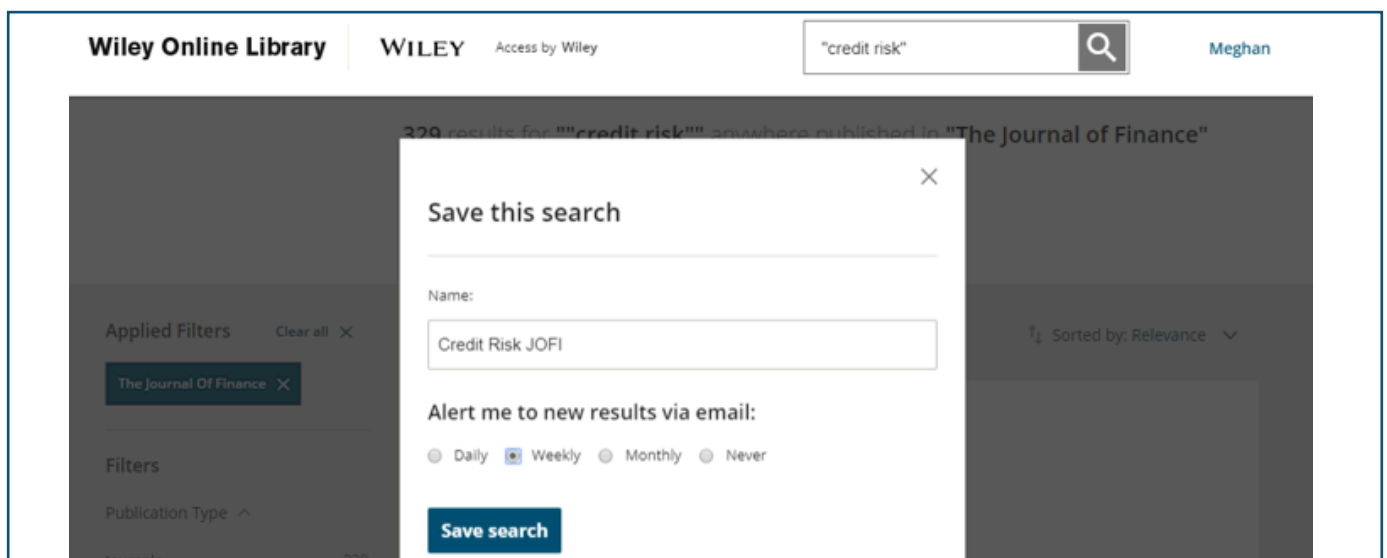 Wiley Online Library WILEY Access by Wiley "credit risk" Meghan
329 results for ""credit risk"" anywhere published in "The Journal of Finance"
Save this search
Name:
Applied Filters Clear all
Credit Risk JOFI
Sorted by: Relevance
The Journal Of Finance
Alert me to new results via email:
Daily Weekly Monthly Never
Filters
Publication Type
Save search